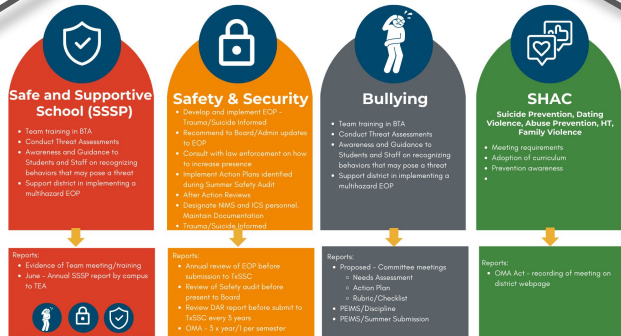 Safe and Supportive
School (SSSP)
• Team training in BTA
• Conduct Threat Assessments
• Awareness and Guidance to
Students and Staff on recognizing
behaviors that may pose a threat
• Support district in implementing a
multihazard EOP
Reports:
• Evidence of Team meeting/training
• June - Annual SSSP report by campus
to TEA
Safety & Security
• Develop and implement EOP -
Trauma/Suicide Informed
• Recommend to Board/Admin updates
to EOP
• Consult with law enforcement on how
to increase presence
• Implement Action Plans identified
during Summer Safety Audit
• After Action Reviews
• Designate NIMS and ICS personnel.
Maintain Documentation
• Trauma/Suicide Informed
Reports:
• Annual review of EOP before
submission to TxSSC
• Review of Safety audit before
present to Board
• Review DAR report before submit to
TxSSC every 3 years
• OMA - 3 x year/1 per semester
Bullying
• Team training in BTA
• Conduct Threat Assessments
• Awareness and Guidance to
Students and Staff on recognizing
behaviors that may pose a threat
• Support district in implementing a
multihazard EOP
Reports:
• Proposed - Committee meetings
○ Needs Assessment
○ Action Plan
○ Rubric/Checklist
• PEIMS/Discipline
• PEIMS/Summer Submission
SHAC
Suicide Prevention, Dating
Violence, Abuse Prevention, HT,
Family Violence
• Meeting requirements
• Adoption of curriculum
• Prevention awareness
•
Reports:
• OMA Act - recording of meeting on
district webpage